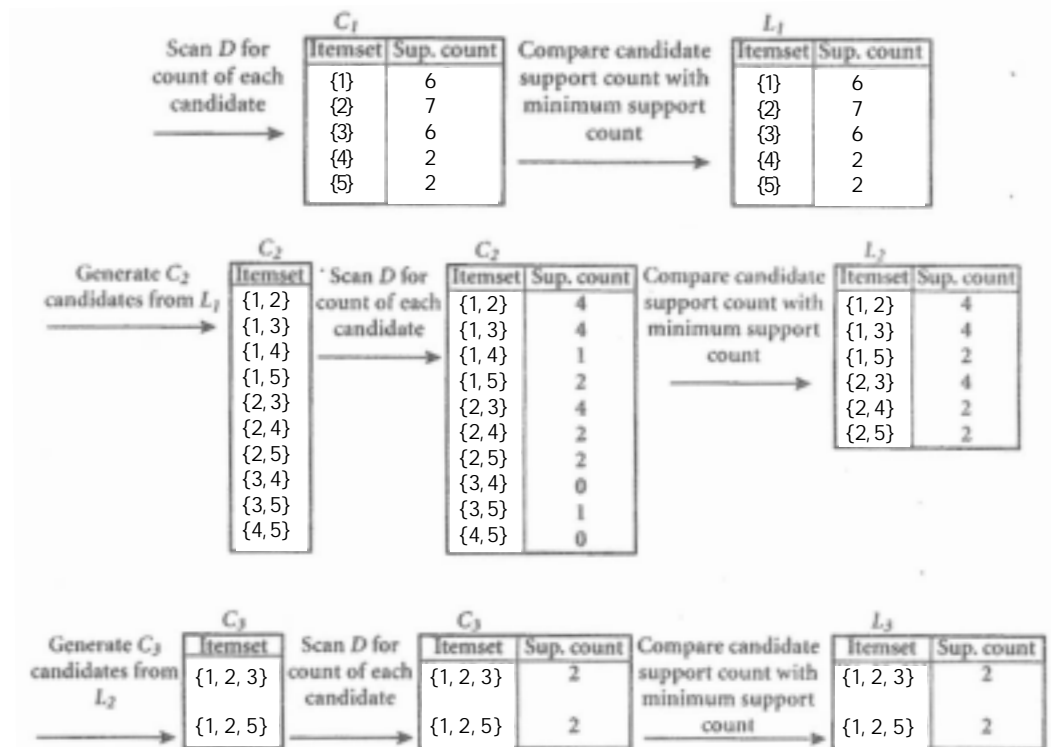 C1
L1
Scan D for
count of each
candidate
Itemset Sup. count
{1} 6
{2} 7
{3} 6
{4} 2
{5} 2
Compare candidate
support count with
minimum support
count
Itemset Sup. count
{1} 6
{2} 7
{3} 6
{4} 2
{5} 2
Generate C2
candidates from L1
C2
Itemset
{1, 2}
{1, 3}
{1, 4}
{1, 5}
{2, 3}
{2, 4}
{2, 5}
{3, 4}
{3, 5}
{4, 5}
Scan D for
count of each
candidate
C2
Itemset Sup. count
{1, 2} 4
{1, 3} 4
{1, 4} 1
{1, 5} 2
{2, 3} 4
{2, 4} 2
{2, 5} 2
{3, 4} 0
{3, 5} 1
{4, 5} 0
Compare candidate
support count with
minimum support
count
L2
Itemset Sup. count
{1, 2} 4
{1, 3} 4
{1, 5} 2
{2, 3} 4
{2, 4} 2
{2, 5} 2
Generate C3
candidates from
L2
C3
Itemset
{1, 2, 3}
{1, 2, 5}
Scan D for
count of each
candidate
C3
Itemset Sup. count
{1, 2, 3} 2
{1, 2, 5} 2
Compare candidate
support count with
minimum support
count
L3
Itemset Sup. count
{1, 2, 3} 2
{1, 2, 5} 2